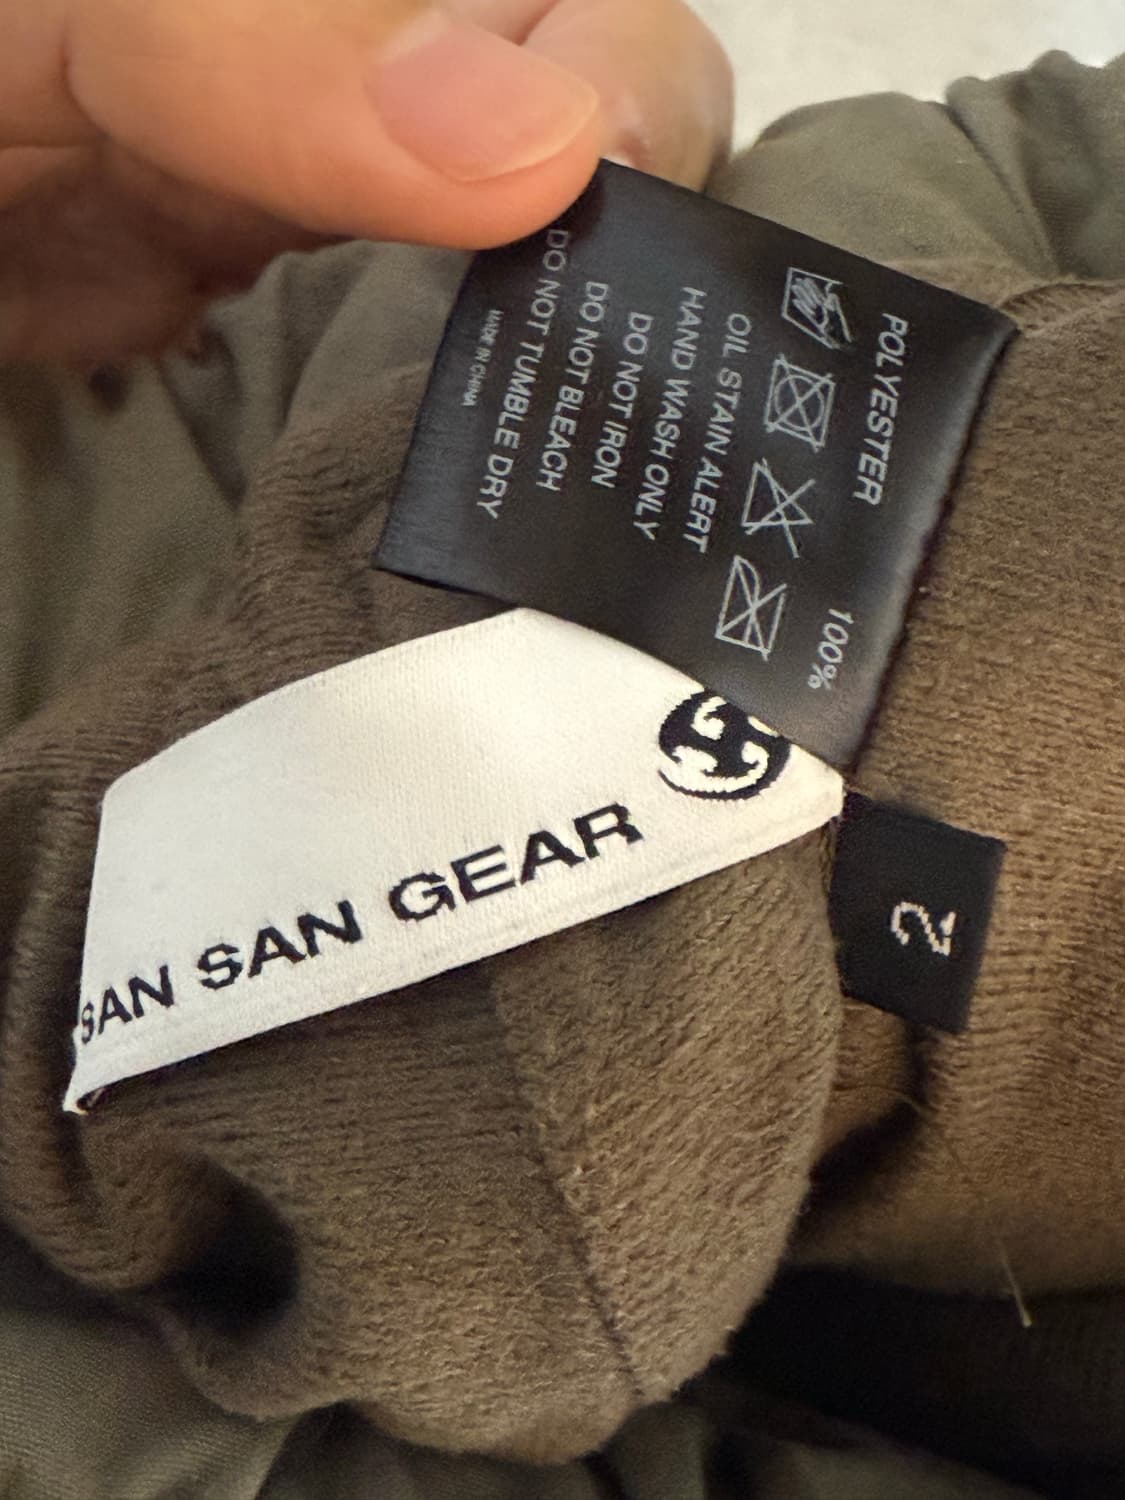 POLYESTER 100%
OIL STAIN ALERT
HAND WASH ONLY
DO NOT IRON
DO NOT BLEACH
DO NOT TUMBLE DRY
MADE IN CHINA
SAN SAN GEAR
2